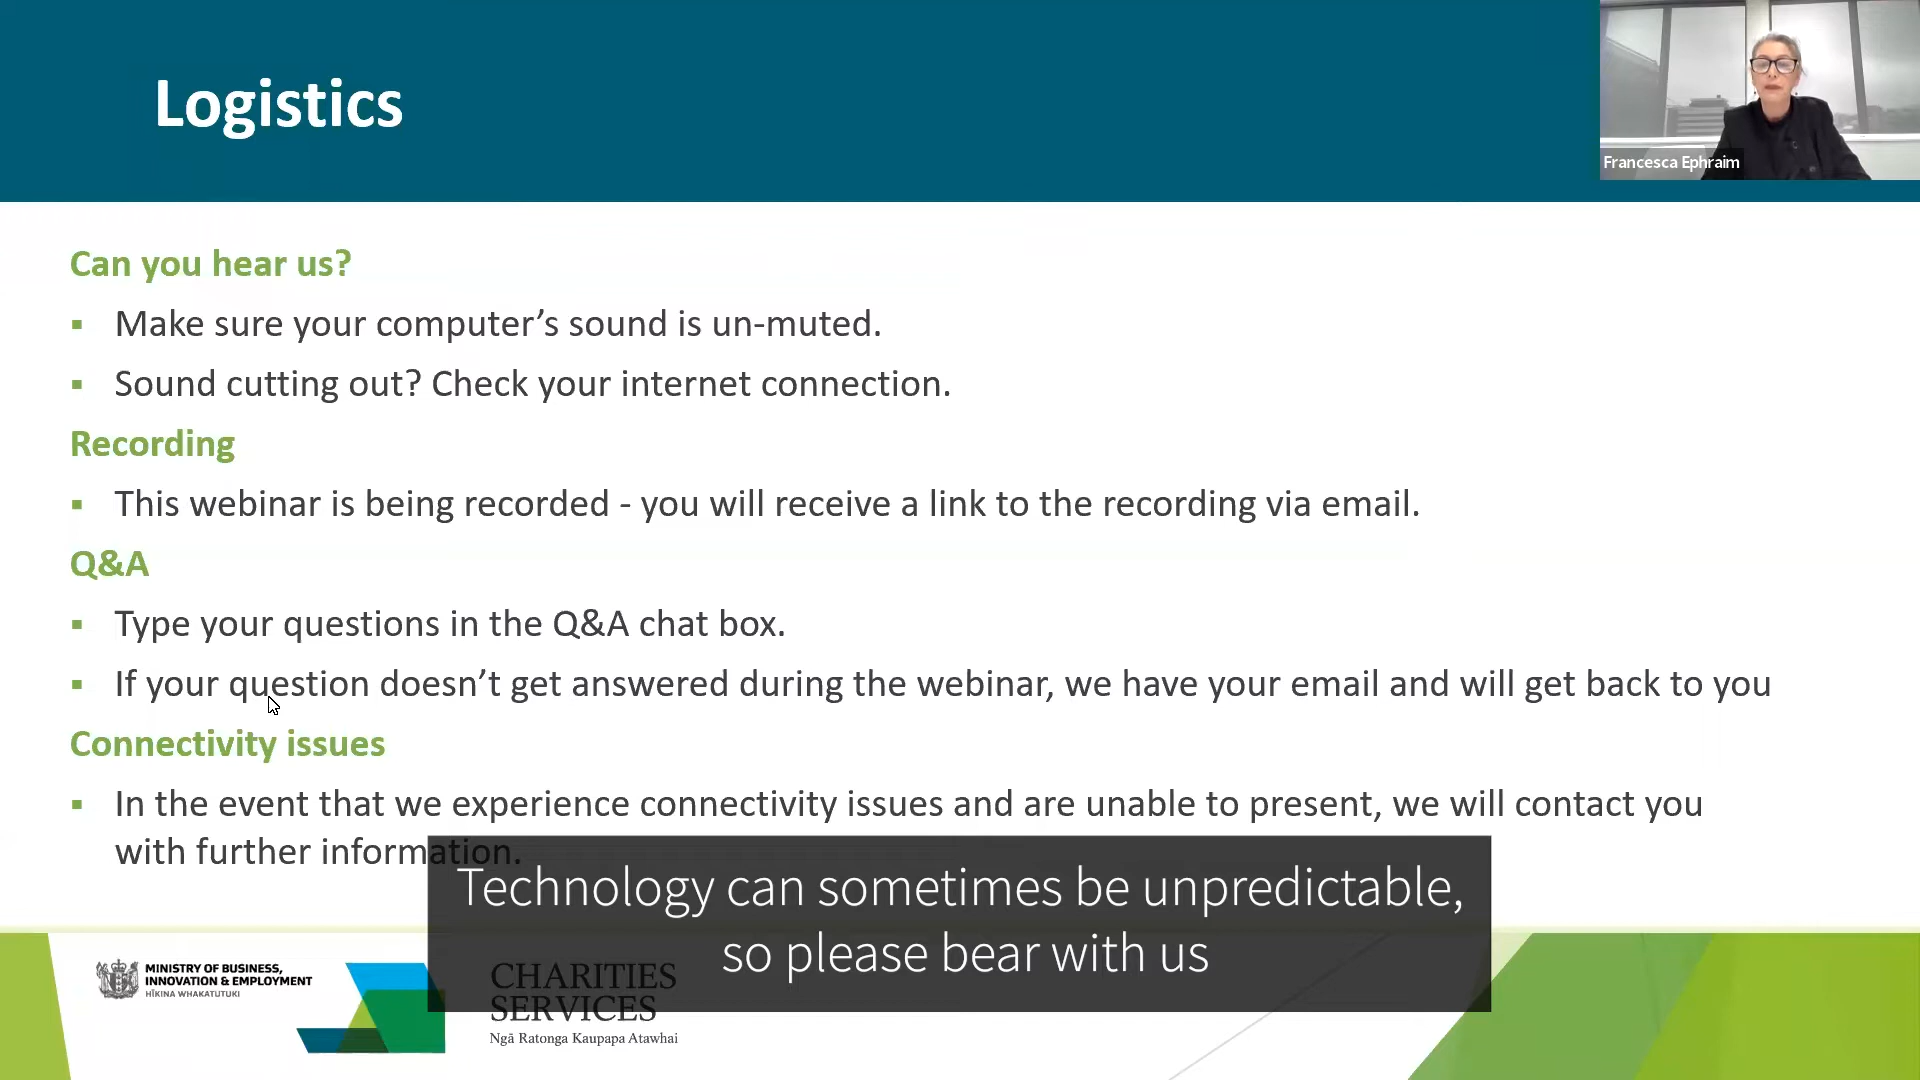 Logistics
Francesca Ephraim
Can you hear us?
▪ Make sure your computer’s sound is un-muted.
▪ Sound cutting out? Check your internet connection.
Recording
▪ This webinar is being recorded - you will receive a link to the recording via email.
Q&A
▪ Type your questions in the Q&A chat box.
▪ If your question doesn’t get answered during the webinar, we have your email and will get back to you
Connectivity issues
▪ In the event that we experience connectivity issues and are unable to present, we will contact you
with further information.
Technology can sometimes be unpredictable,
so please bear with us
MINISTRY OF BUSINESS,
INNOVATION & EMPLOYMENT
HĪKINA WHAKATUTUKI
CHARITIES
SERVICES
Ngā Ratonga Kaupapa Atawhai